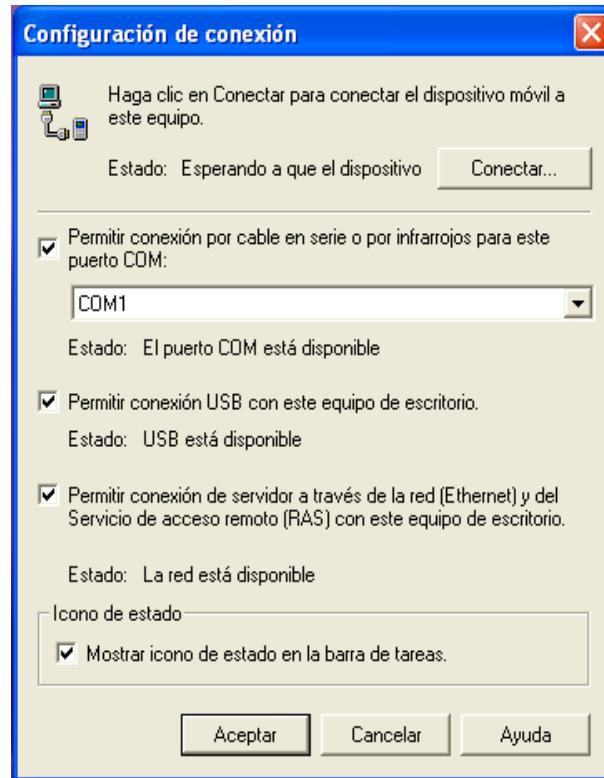 Configuración de conexión
Haga clic en Conectar para conectar el dispositivo móvil a
este equipo.
Estado: Esperando a que el dispositivo
Conectar...
Permitir conexión por cable en serie o por infrarrojos para este
puerto COM:
COM1
Estado: El puerto COM está disponible
Permitir conexión USB con este equipo de escritorio.
Estado: USB está disponible
Permitir conexión de servidor a través de la red (Ethernet) y del
Servicio de acceso remoto (RAS) con este equipo de escritorio.
Estado: La red está disponible
Icono de estado
Mostrar icono de estado en la barra de tareas.
Aceptar
Cancelar
Ayuda